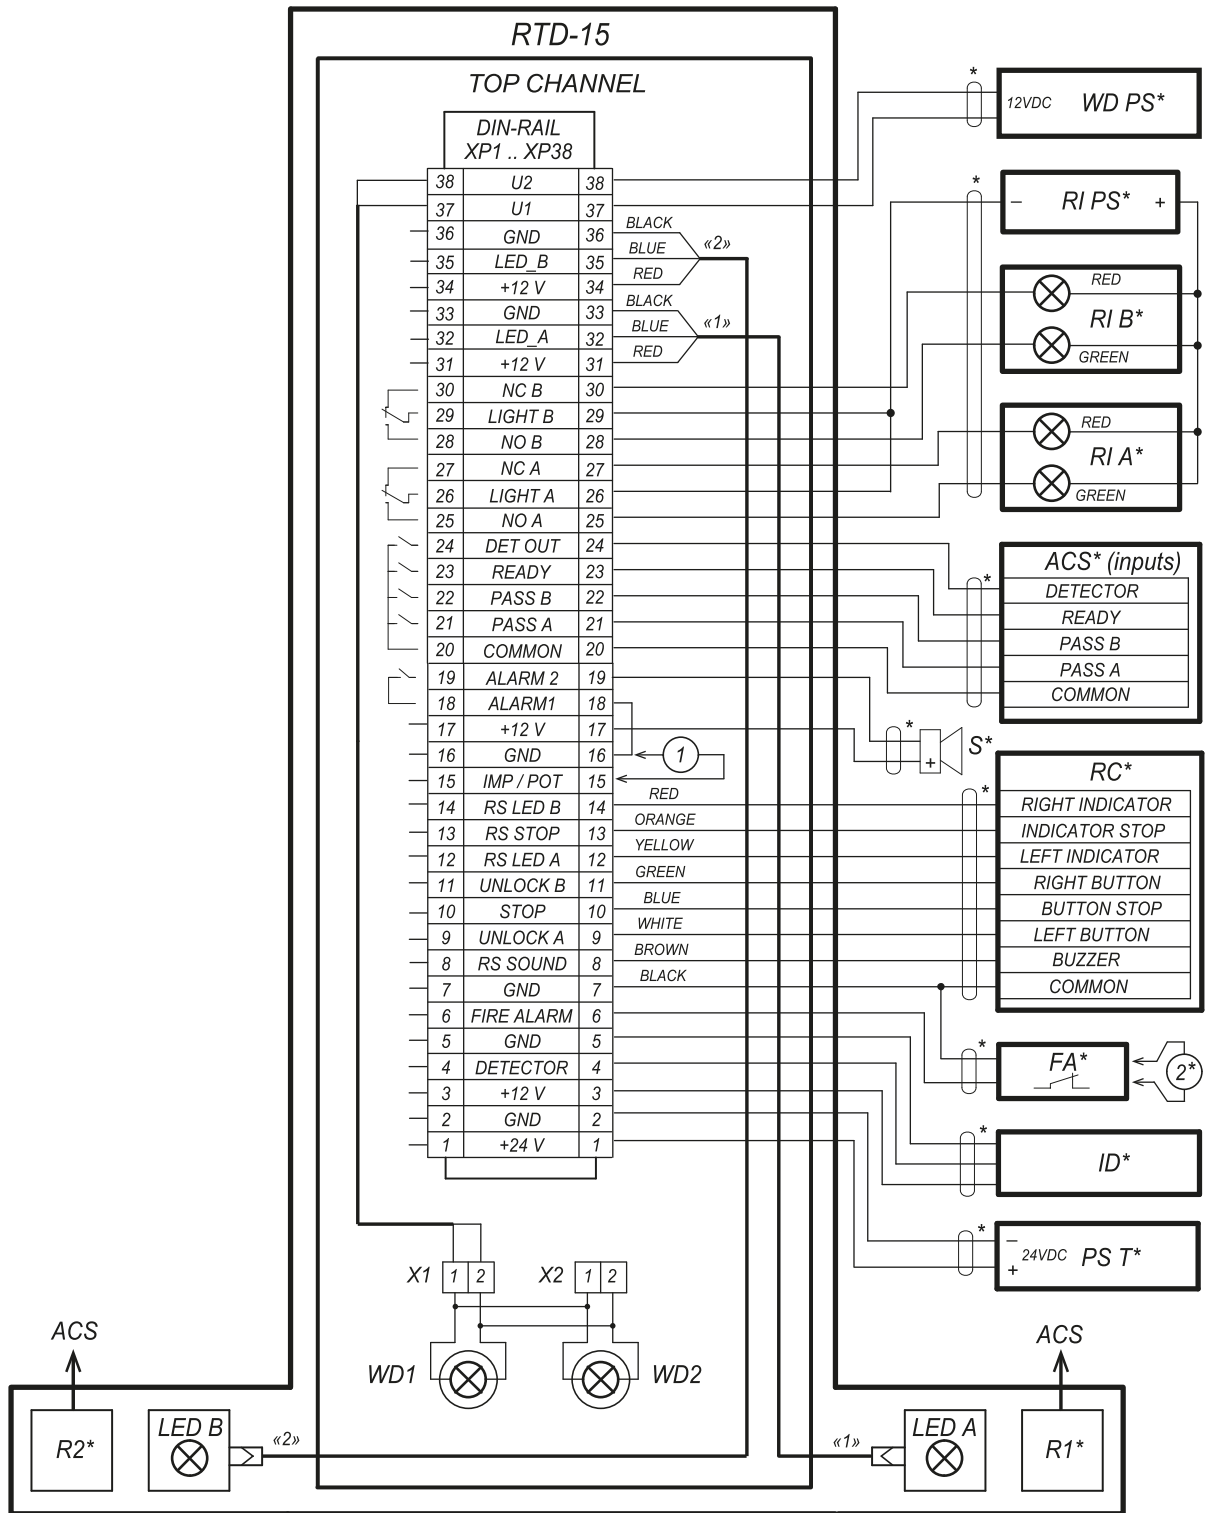 RTD-15
TOP CHANNEL
DIN-RAIL
XP1 .. XP38
38 U2 38
37 U1 37
36 GND 36 BLACK
35 LED_B 35 BLUE «2»
34 +12 V 34 RED
33 GND 33 BLACK
32 LED_A 32 BLUE «1»
31 +12 V 31 RED
30 NC B 30
29 LIGHT B 29
28 NO B 28
27 NC A 27
26 LIGHT A 26
25 NO A 25
24 DET OUT 24
23 READY 23
22 PASS B 22
21 PASS A 21
20 COMMON 20
19 ALARM 2 19
18 ALARM1 18
17 +12 V 17
16 GND 16 1
15 IMP / POT 15
14 RS LED B 14 RED
13 RS STOP 13 ORANGE
12 RS LED A 12 YELLOW
11 UNLOCK B 11 GREEN
10 STOP 10 BLUE
9 UNLOCK A 9 WHITE
8 RS SOUND 8 BROWN
7 GND 7 BLACK
6 FIRE ALARM 6
5 GND 5
4 DETECTOR 4
3 +12 V 3
2 GND 2
1 +24 V 1
*
12VDC WD PS*
*
– RI PS* +
RED
RI B*
GREEN
RED
RI A*
GREEN
ACS* (inputs)
*
DETECTOR
READY
PASS B
PASS A
COMMON
*
S*
+
RC*
*
RIGHT INDICATOR
INDICATOR STOP
LEFT INDICATOR
RIGHT BUTTON
BUTTON STOP
LEFT BUTTON
BUZZER
COMMON
*
FA*
2*
*
ID*
*
–
24VDC PS T*
+
X1 1 2 X2 1 2
WD1 WD2
ACS
R2*
LED B
«2»
«1»
LED A
ACS
R1*